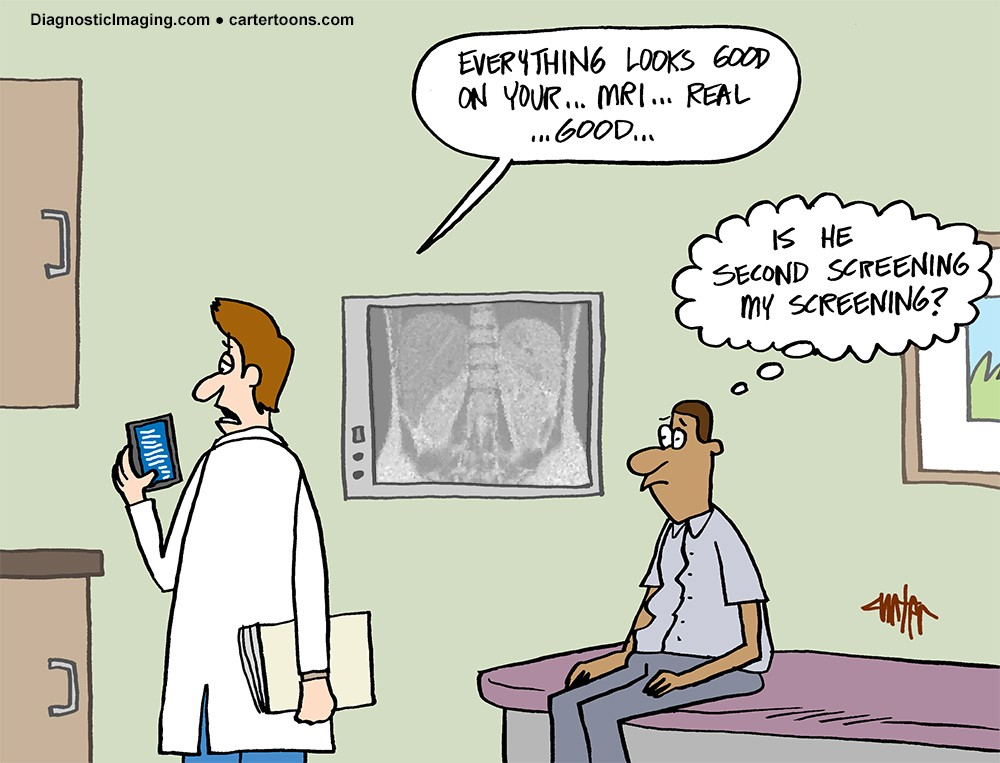 DiagnosticImaging.com ● cartertoons.com
EVERYTHING LOOKS GOOD
ON YOUR... MRI... REAL
...GOOD...
IS HE
SECOND SCREENING
MY SCREENING?